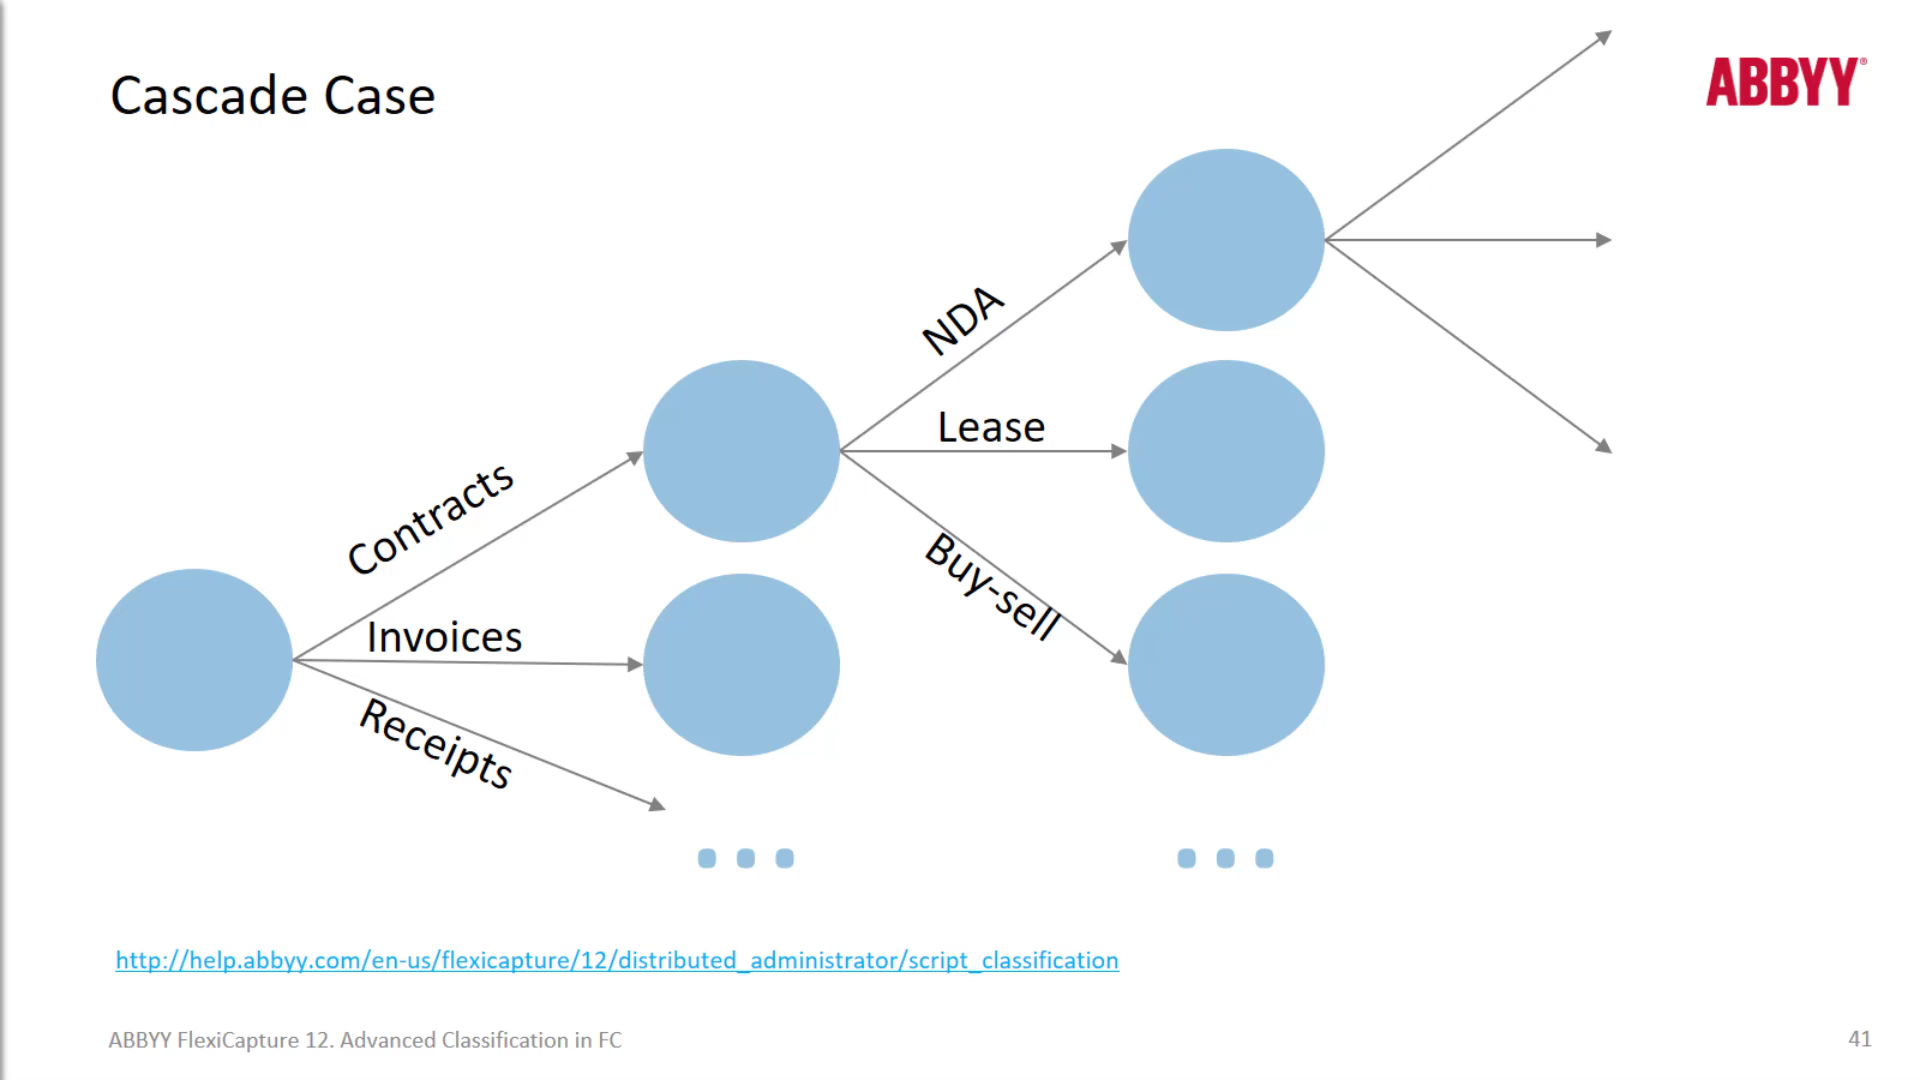 Cascade Case
ABBYY®
NDA
Lease
Contracts
Buy-sell
Invoices
Receipts
http://help.abbyy.com/en-us/flexicapture/12/distributed_administrator/script_classification
ABBYY FlexiCapture 12. Advanced Classification in FC
41